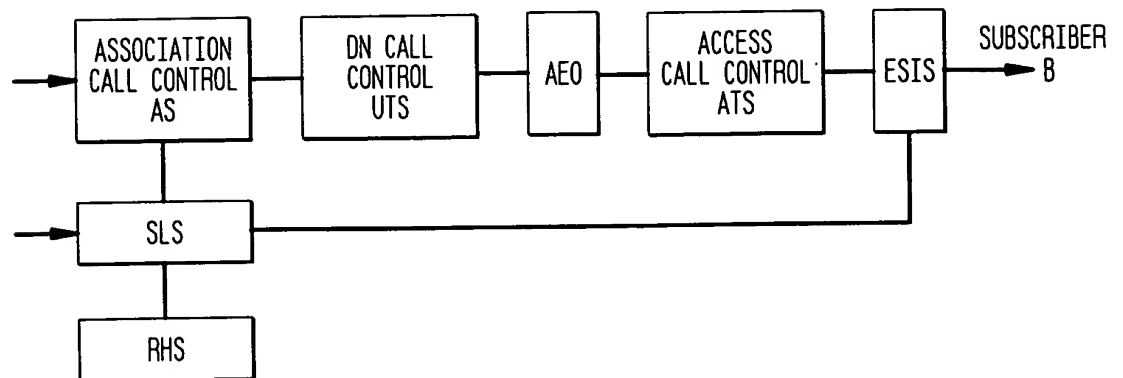 ASSOCIATION
CALL CONTROL
AS
DN CALL
CONTROL
UTS
AEO
ACCESS
CALL CONTROL
ATS
ESIS
SUBSCRIBER
B
SLS
RHS